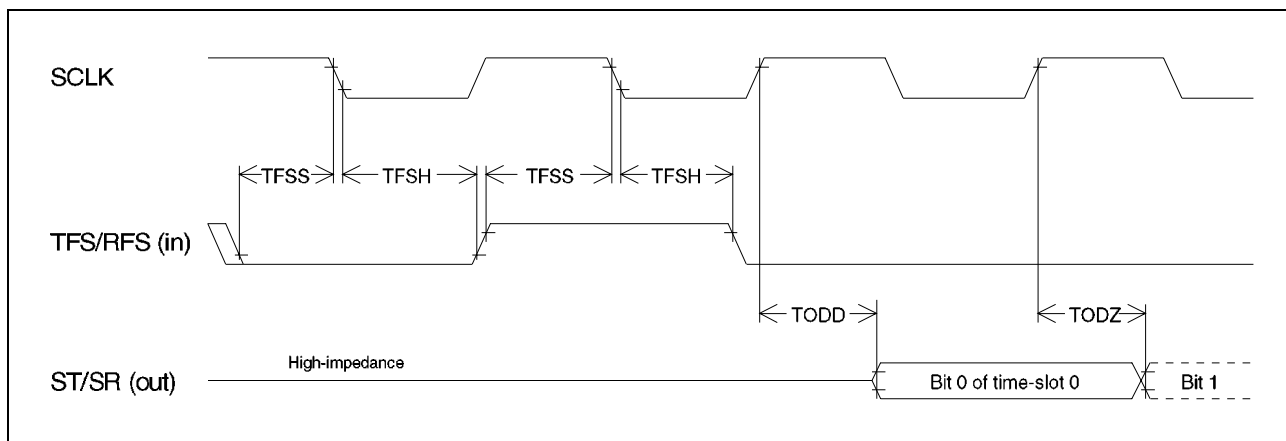 SCLK
TFSS TFSH TFSS TFSH
TFS/RFS (in)
TODD TODZ
High-impedance
ST/SR (out) Bit 0 of time-slot 0 Bit 1